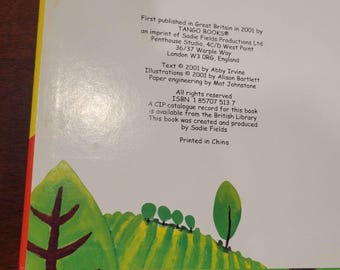 First published in Great Britain in 2001 by
TANGO BOOKS®
an imprint of Sadie Fields Productions Ltd
Penthouse Studio, 4C/D West Point
36/37 Warple Way
London W3 0RG, England
Text © 2001 by Abby Irvine
Illustrations © 2001 by Alison Bartlett
Paper engineering by Mat Johnstone
All rights reserved
ISBN 1 85707 513 7
A CIP catalogue record for this book
is available from the British Library
This book was created and produced
by Sadie Fields
Printed in China